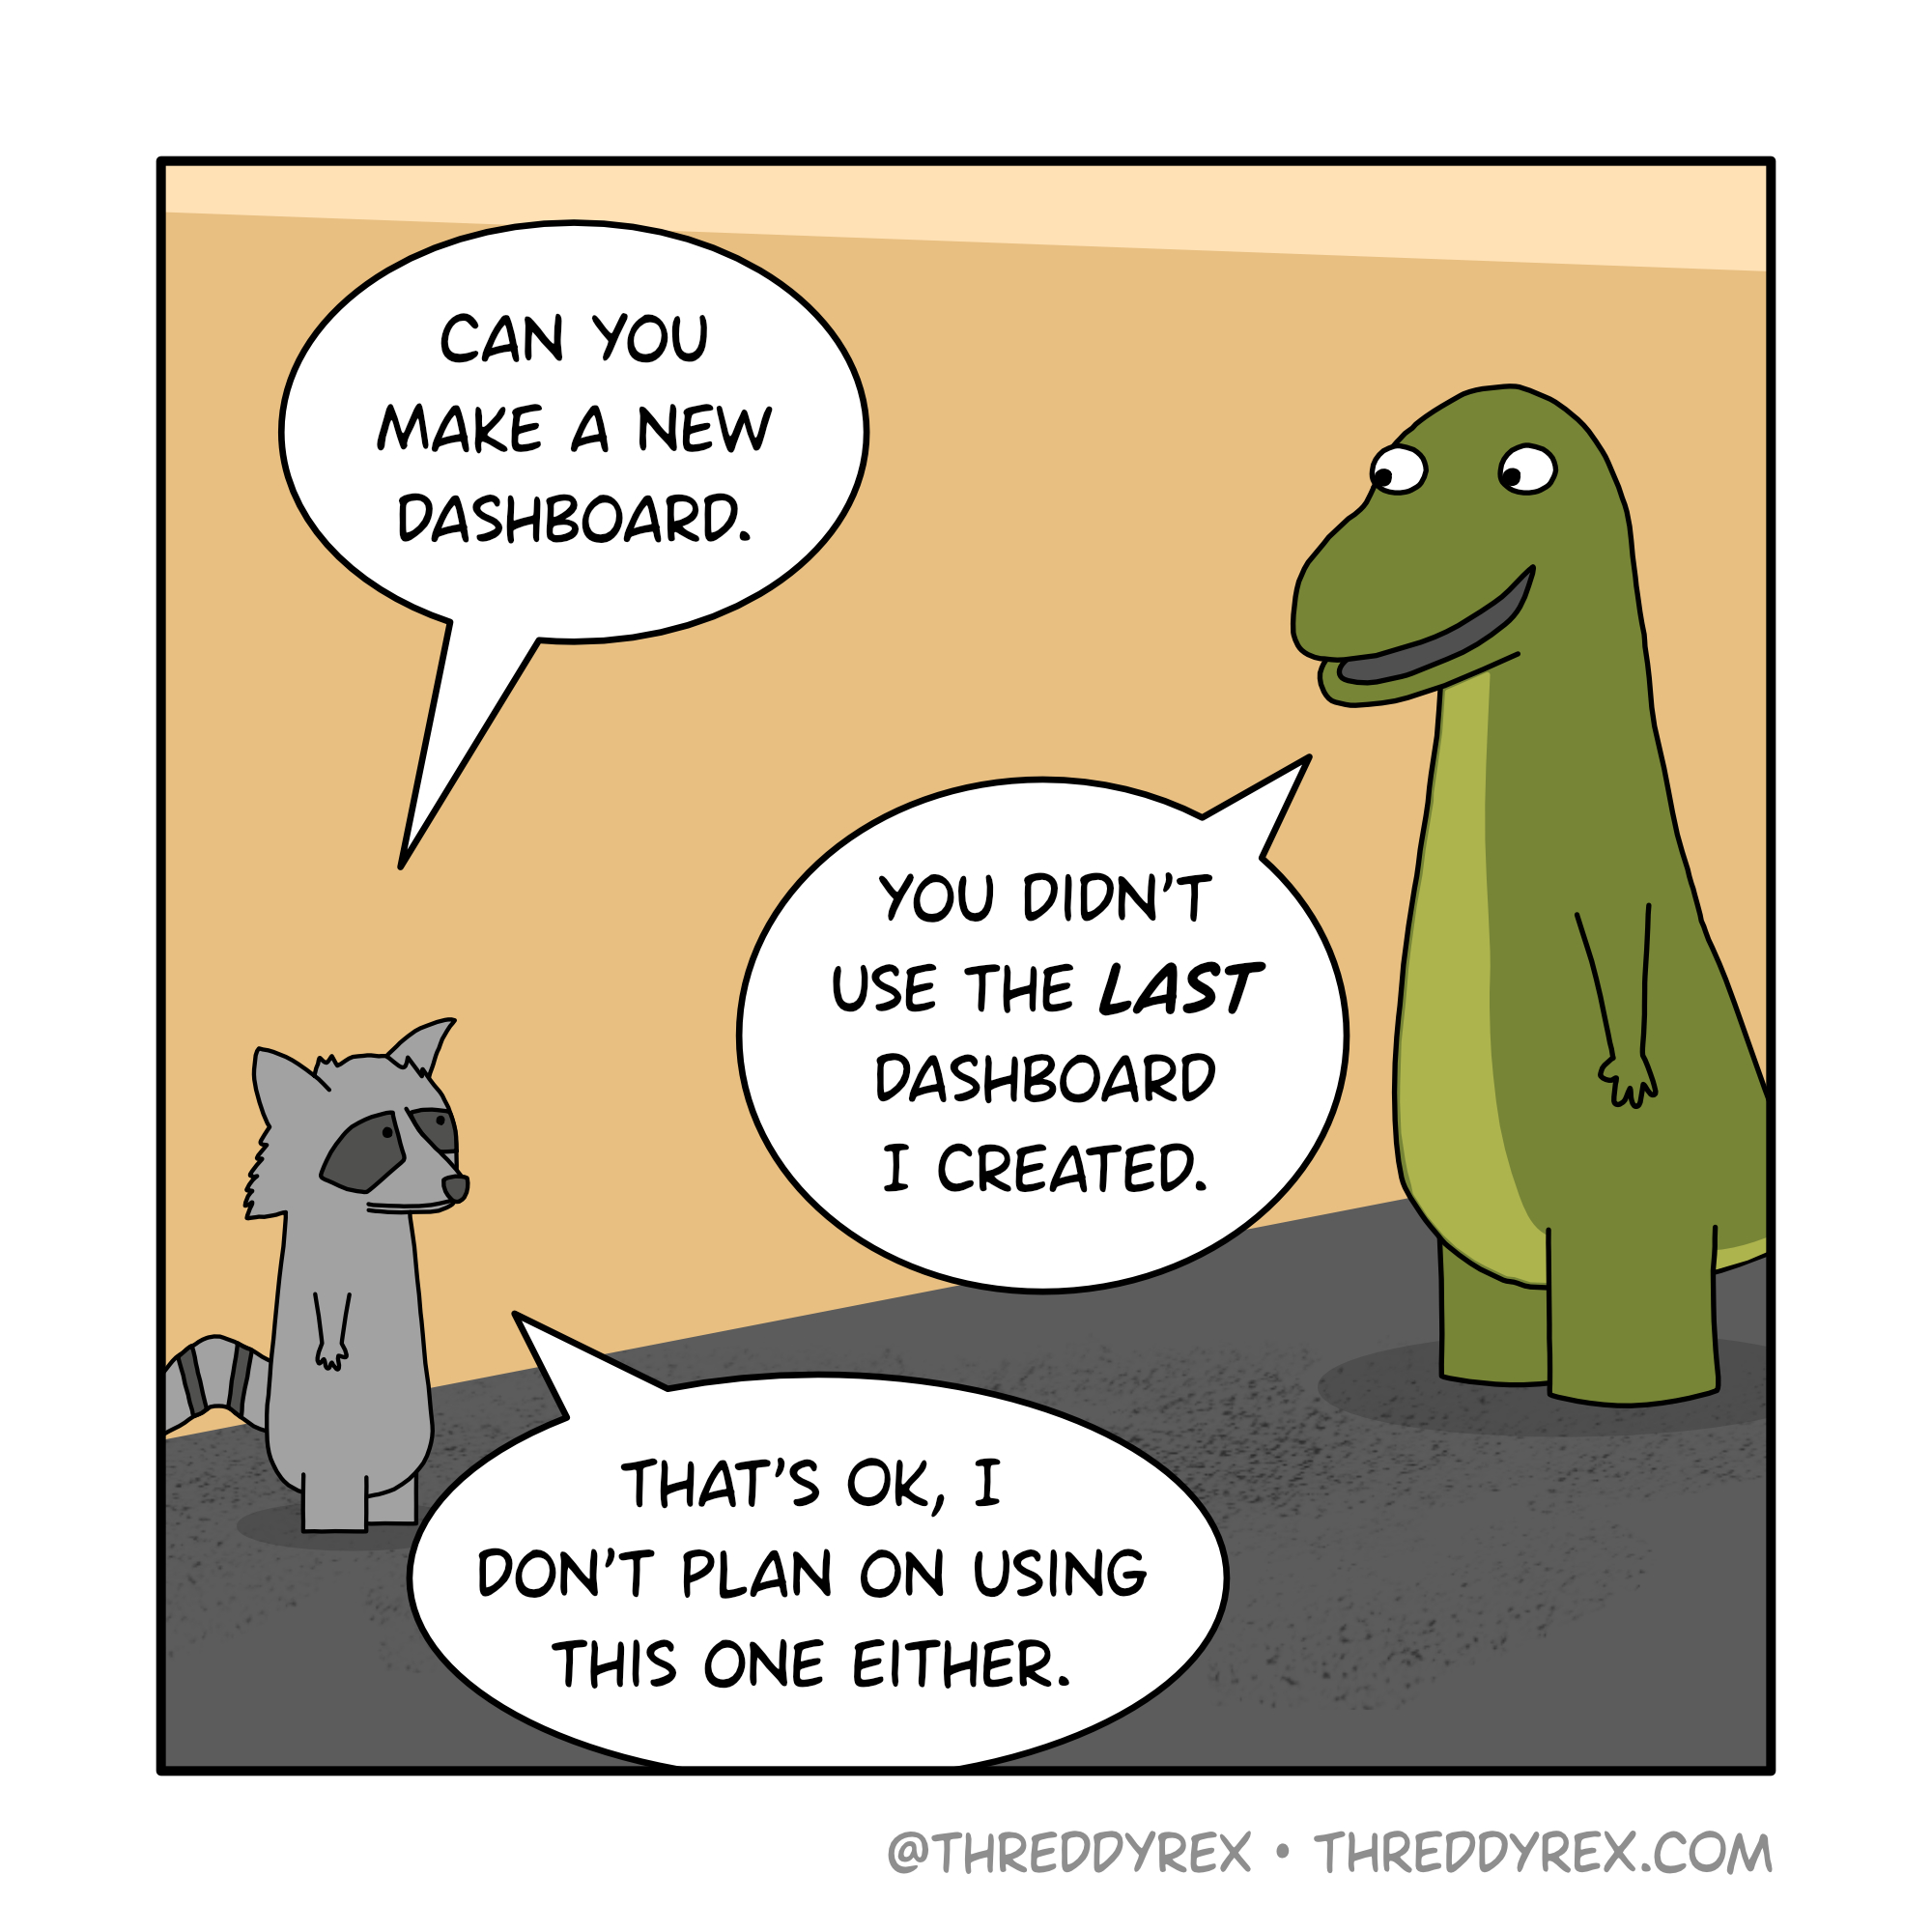 CAN YOU
MAKE A NEW
DASHBOARD.
YOU DIDN'T
USE THE LAST
DASHBOARD
I CREATED.
THAT'S OK, I
DON'T PLAN ON USING
THIS ONE EITHER.
@THREDDYREX • THREDDYREX.COM